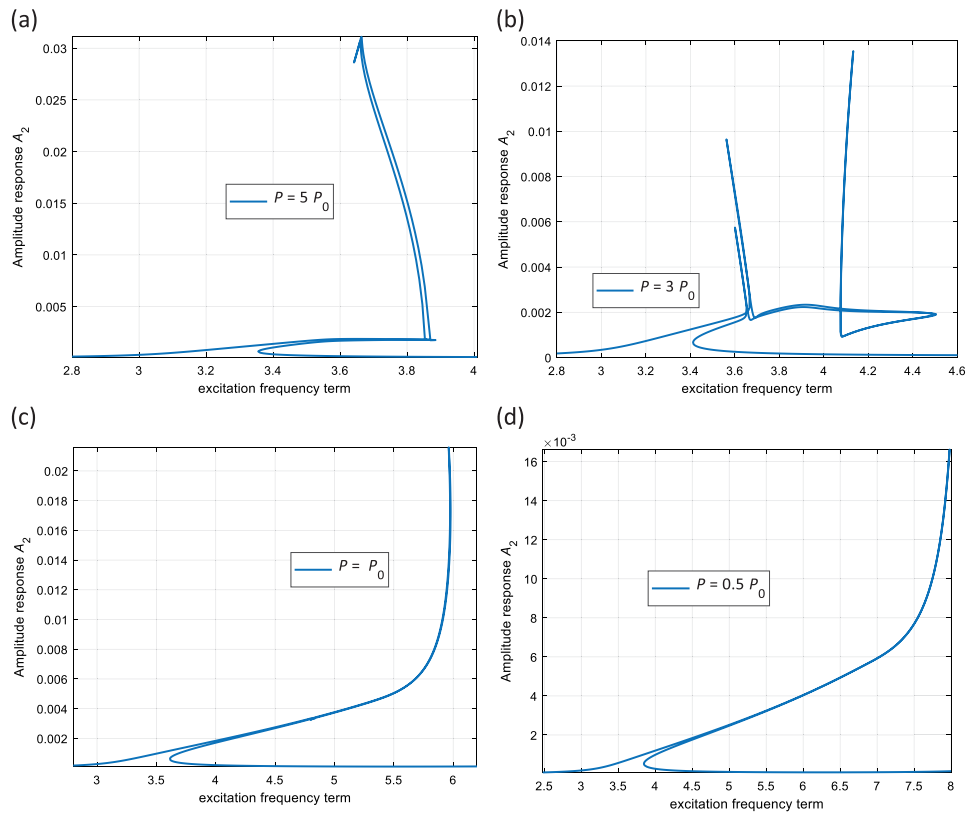 (a)
0.03
0.025
0.02
0.015
0.01
0.005
Amplitude response A2
P = 5 P0
2.8 3 3.2 3.4 3.6 3.8 4
excitation frequency term
(b)
0.014
0.012
0.01
0.008
0.006
0.004
0.002
0
Amplitude response A2
P = 3 P0
2.8 3 3.2 3.4 3.6 3.8 4 4.2 4.4 4.6
excitation frequency term
(c)
0.02
0.018
0.016
0.014
0.012
0.01
0.008
0.006
0.004
0.002
Amplitude response A2
P = P0
3 3.5 4 4.5 5 5.5 6
excitation frequency term
(d)
×10-3
16
14
12
10
8
6
4
2
Amplitude response A2
P = 0.5 P0
2.5 3 3.5 4 4.5 5 5.5 6 6.5 7 7.5 8
excitation frequency term